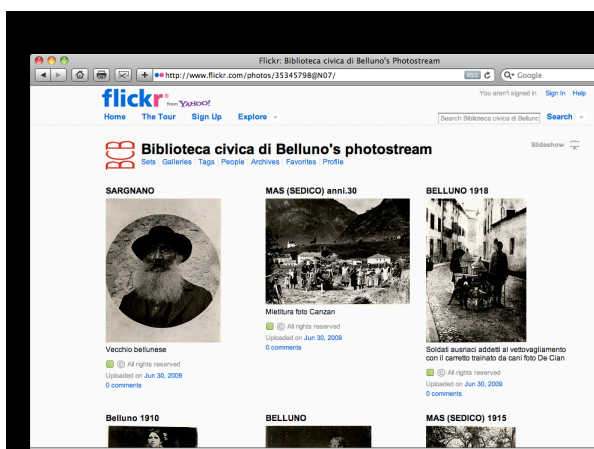 Flickr: Biblioteca civica di Belluno's Photostream
http://www.flickr.com/photos/35345798@N07/
RSS
Google
flickr from YAHOO!
You aren't signed in Sign In Help
Home The Tour Sign Up Explore
Search Biblioteca civica di Bellunc Search
BCB
Biblioteca civica di Belluno's photostream
Slideshow
Sets Galleries Tags People Archives Favorites Profile
SARGNANO
MAS (SEDICO) anni.30
BELLUNO 1918
Mietitura foto Canzan
© All rights reserved
Uploaded on Jun 30, 2009
0 comments
Vecchio bellunese
© All rights reserved
Uploaded on Jun 30, 2009
0 comments
Soldati ausriaci addetti al vettovagliamento
con il carretto trainato da cani foto De Cian
© All rights reserved
Uploaded on Jun 30, 2009
0 comments
Belluno 1910
BELLUNO
MAS (SEDICO) 1915